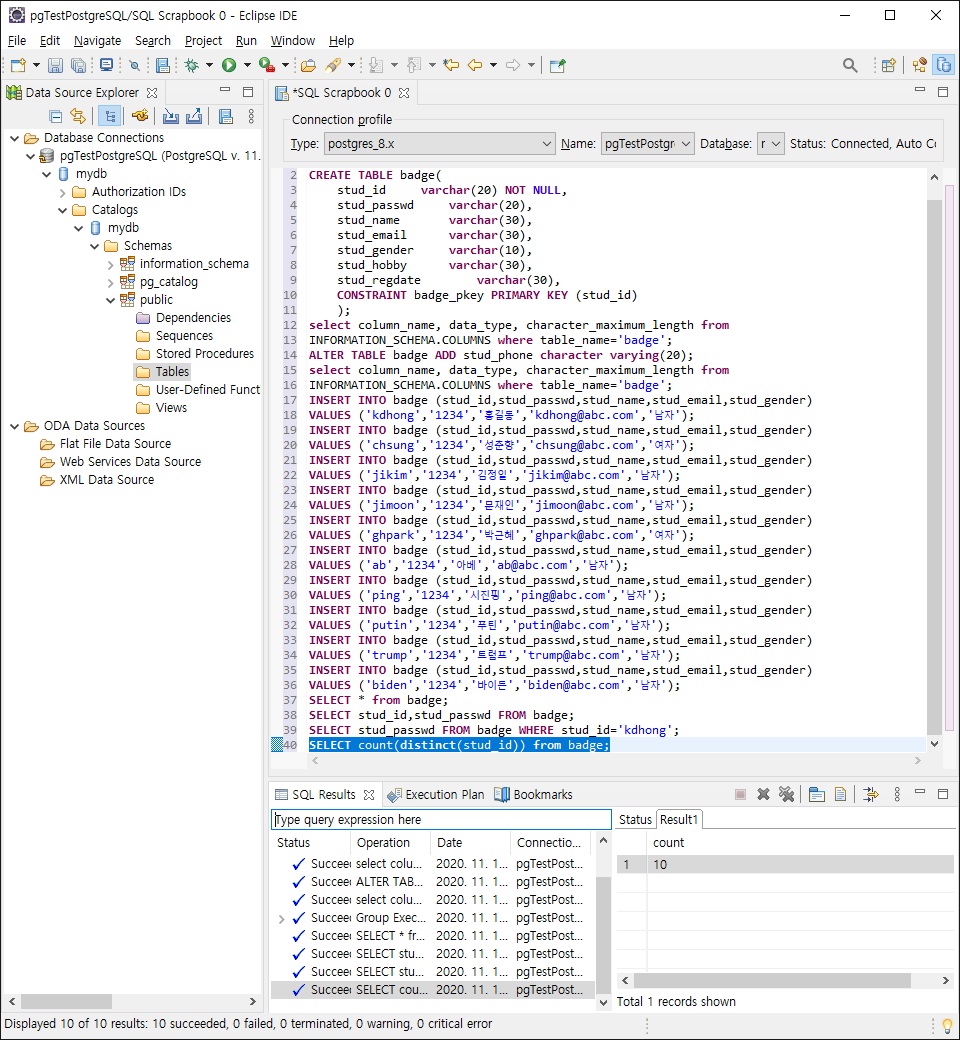 pgTestPostgreSQL/SQL Scrapbook 0 - Eclipse IDE
File Edit Navigate Search Project Run Window Help
Data Source Explorer
Database Connections
pgTestPostgreSQL (PostgreSQL v. 11.
mydb
Authorization IDs
Catalogs
mydb
Schemas
information_schema
pg_catalog
public
Dependencies
Sequences
Stored Procedures
Tables
User-Defined Funct
Views
ODA Data Sources
Flat File Data Source
Web Services Data Source
XML Data Source
*SQL Scrapbook 0
Connection profile
Type: postgres_8.x Name: pgTestPostgr Database: r Status: Connected, Auto Co
2 CREATE TABLE badge(
3 stud_id varchar(20) NOT NULL,
4 stud_passwd varchar(20),
5 stud_name varchar(30),
6 stud_email varchar(30),
7 stud_gender varchar(10),
8 stud_hobby varchar(30),
9 stud_regdate varchar(30),
10 CONSTRAINT badge_pkey PRIMARY KEY (stud_id)
11 );
12 select column_name, data_type, character_maximum_length from
13 INFORMATION_SCHEMA.COLUMNS where table_name='badge';
14 ALTER TABLE badge ADD stud_phone character varying(20);
15 select column_name, data_type, character_maximum_length from
16 INFORMATION_SCHEMA.COLUMNS where table_name='badge';
17 INSERT INTO badge (stud_id,stud_passwd,stud_name,stud_email,stud_gender)
18 VALUES ('kdhong','1234','홍길동','kdhong@abc.com','남자');
19 INSERT INTO badge (stud_id,stud_passwd,stud_name,stud_email,stud_gender)
20 VALUES ('chsung','1234','성춘향','chsung@abc.com','여자');
21 INSERT INTO badge (stud_id,stud_passwd,stud_name,stud_email,stud_gender)
22 VALUES ('jikim','1234','김정일','jikim@abc.com','남자');
23 INSERT INTO badge (stud_id,stud_passwd,stud_name,stud_email,stud_gender)
24 VALUES ('jimoon','1234','문재인','jimoon@abc.com','남자');
25 INSERT INTO badge (stud_id,stud_passwd,stud_name,stud_email,stud_gender)
26 VALUES ('ghpark','1234','박근혜','ghpark@abc.com','여자');
27 INSERT INTO badge (stud_id,stud_passwd,stud_name,stud_email,stud_gender)
28 VALUES ('ab','1234','아베','ab@abc.com','남자');
29 INSERT INTO badge (stud_id,stud_passwd,stud_name,stud_email,stud_gender)
30 VALUES ('ping','1234','시진핑','ping@abc.com','남자');
31 INSERT INTO badge (stud_id,stud_passwd,stud_name,stud_email,stud_gender)
32 VALUES ('putin','1234','푸틴','putin@abc.com','남자');
33 INSERT INTO badge (stud_id,stud_passwd,stud_name,stud_email,stud_gender)
34 VALUES ('trump','1234','트럼프','trump@abc.com','남자');
35 INSERT INTO badge (stud_id,stud_passwd,stud_name,stud_email,stud_gender)
36 VALUES ('biden','1234','바이든','biden@abc.com','남자');
37 SELECT * from badge;
38 SELECT stud_id,stud_passwd FROM badge;
39 SELECT stud_passwd FROM badge WHERE stud_id='kdhong';
40 SELECT count(distinct(stud_id)) from badge;
SQL Results Execution Plan Bookmarks
Type query expression here
Status Operation Date Connectio...
Succeed select colu... 2020. 11. 1... pgTestPost...
Succeed ALTER TAB... 2020. 11. 1... pgTestPost...
Succeed select colu... 2020. 11. 1... pgTestPost...
Succeed Group Exec... 2020. 11. 1... pgTestPost...
Succeed SELECT * fr... 2020. 11. 1... pgTestPost...
Succeed SELECT stu... 2020. 11. 1... pgTestPost...
Succeed SELECT stu... 2020. 11. 1... pgTestPost...
Succeed SELECT cou... 2020. 11. 1... pgTestPost...
Status Result1
count
1 10
Total 1 records shown
Displayed 10 of 10 results: 10 succeeded, 0 failed, 0 terminated, 0 warning, 0 critical error